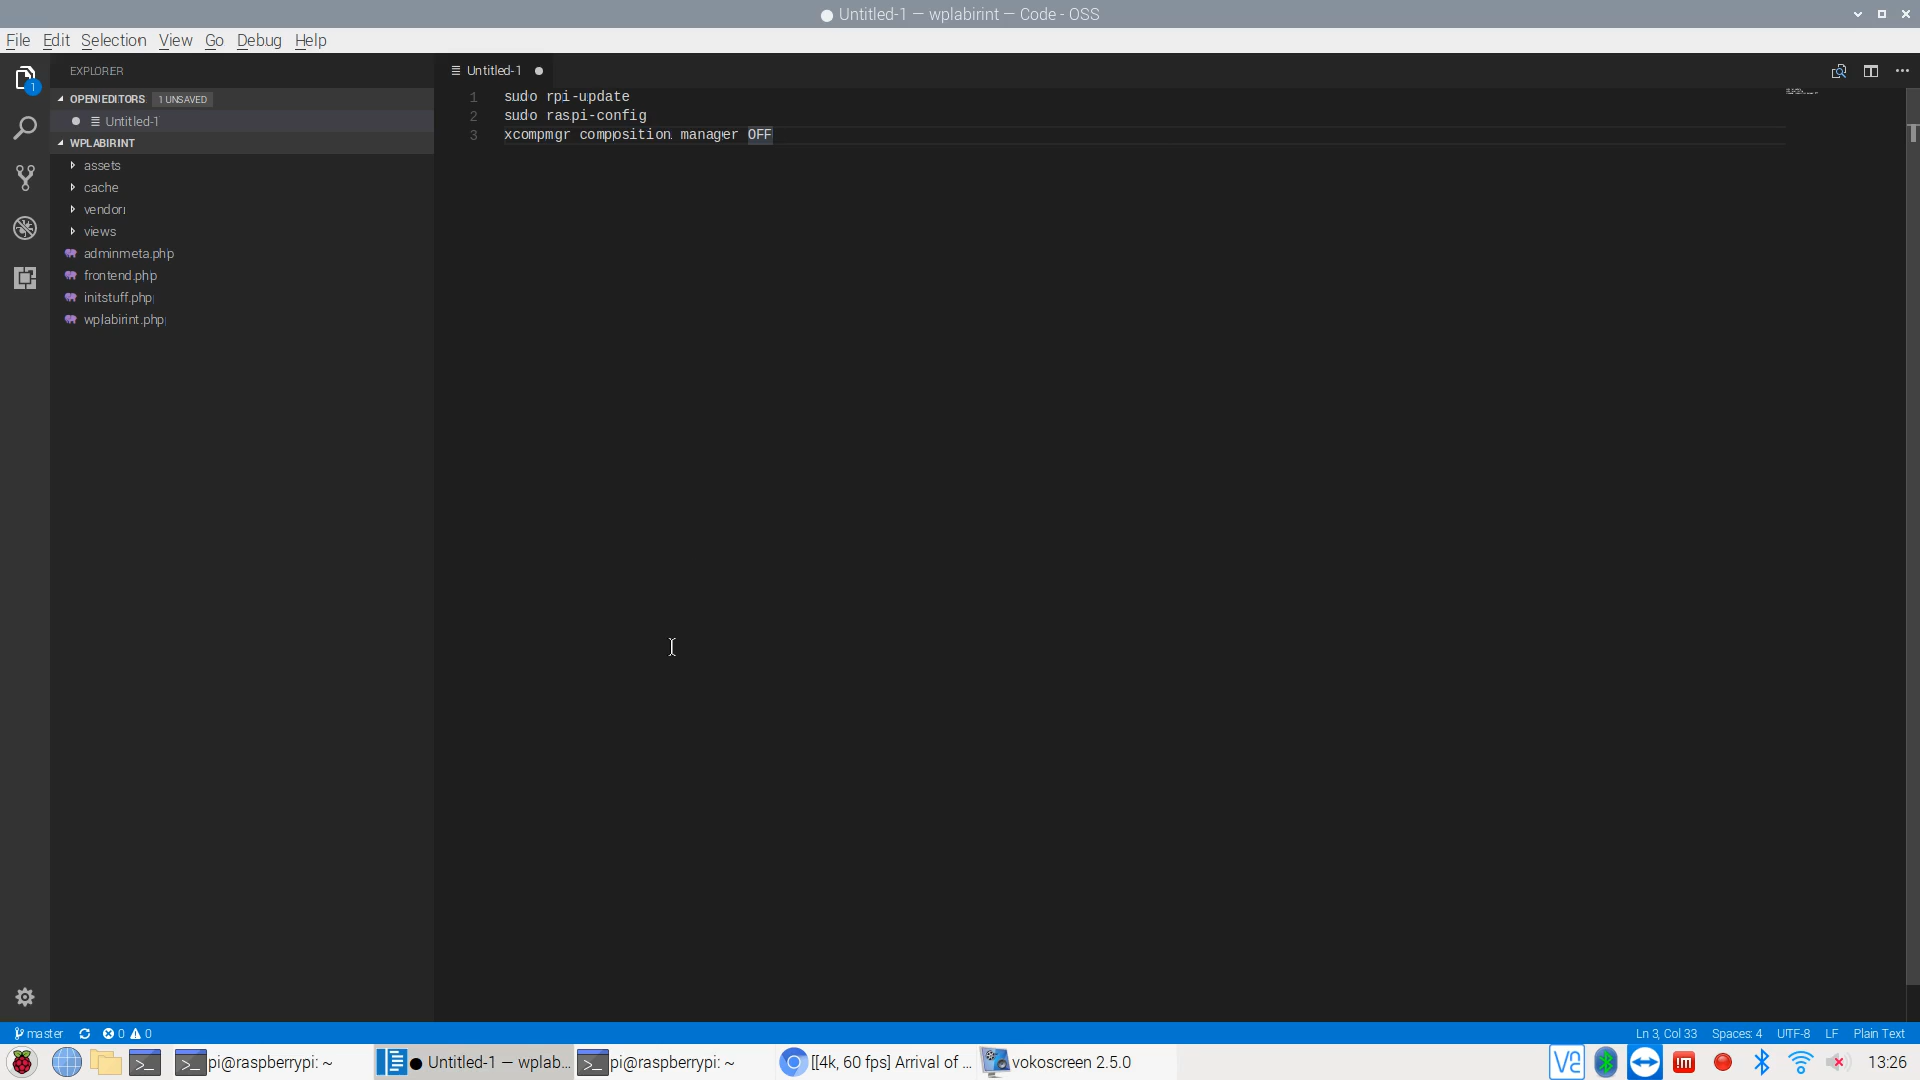 Untitled-1 — wplabirint — Code - OSS
File Edit Selection View Go Debug Help
EXPLORER
OPEN EDITORS 1 UNSAVED
Untitled-1
WPLABIRINT
assets
cache
vendor
views
adminmeta.php
frontend.php
initstuff.php
wplabirint.php
Untitled-1
1 sudo rpi-update
2 sudo raspi-config
3 xcompmgr composition manager OFF
master 0 0
Ln 3, Col 33 Spaces: 4 UTF-8 LF Plain Text
pi@raspberrypi: ~
Untitled-1 — wplab...
pi@raspberrypi: ~
[[4k, 60 fps] Arrival of ...
vokoscreen 2.5.0
13:26